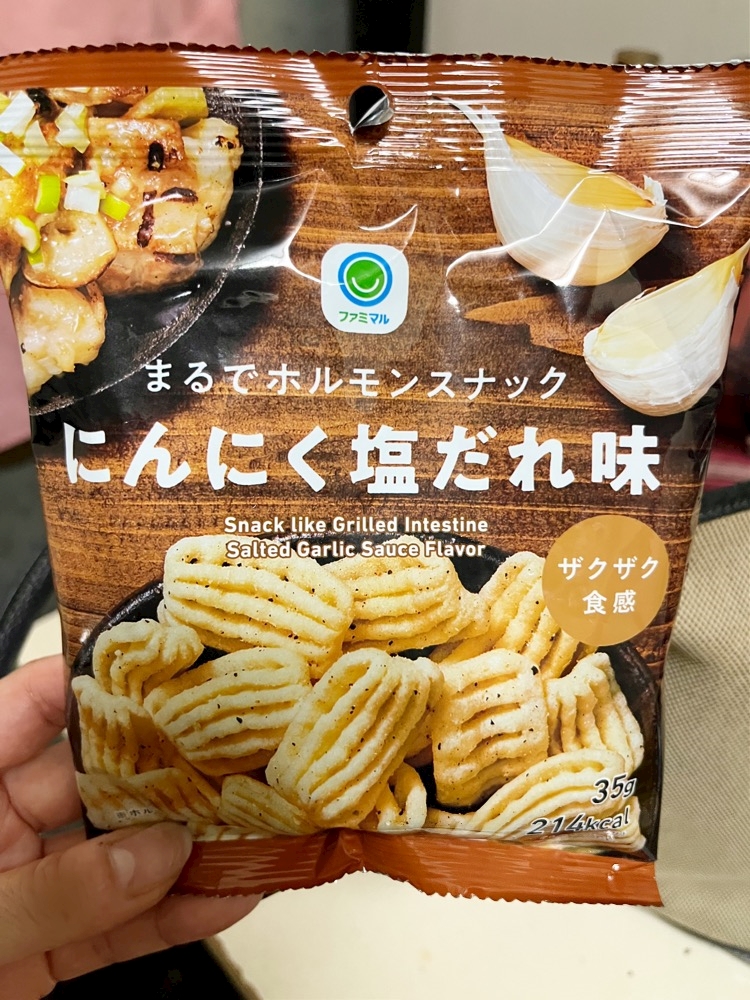 ファミマル
まるでホルモンスナック
にんにく塩だれ味
Snack like Grilled Intestine
Salted Garlic Sauce Flavor
ザクザク
食感
35g
214kcal